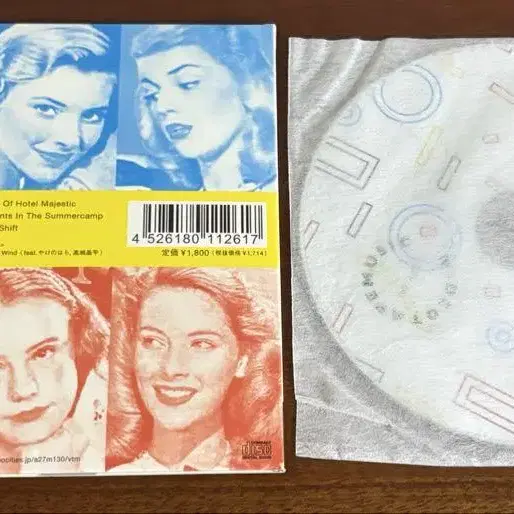 Of Hotel Majestic
nts In The Summercamp
Shift
Wind (feat. やけのはら, 高城晶平)
4 526180 112617
定価 ¥1,800 (税抜価格 ¥1,714)
ocities.jp/a27m130/vtm
COMPACT
disc
DIGITAL AUDIO